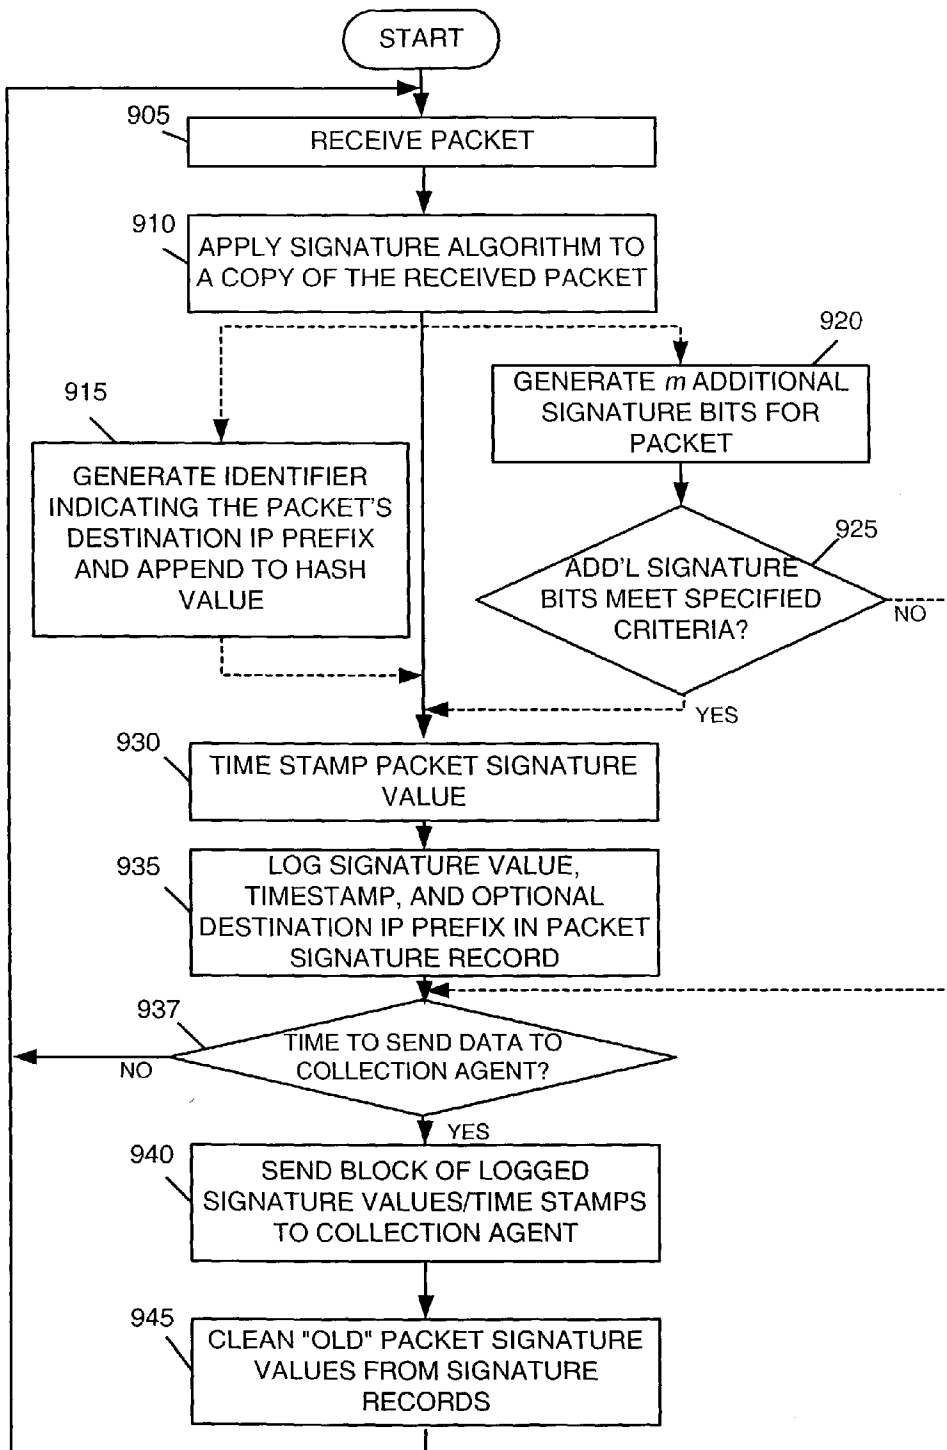 START
905
RECEIVE PACKET
910
APPLY SIGNATURE ALGORITHM TO
A COPY OF THE RECEIVED PACKET
920
GENERATE m ADDITIONAL
SIGNATURE BITS FOR
PACKET
915
GENERATE IDENTIFIER
INDICATING THE PACKET'S
DESTINATION IP PREFIX
AND APPEND TO HASH
VALUE
925
ADD'L SIGNATURE
BITS MEET SPECIFIED
CRITERIA?
NO
YES
930
TIME STAMP PACKET SIGNATURE
VALUE
935
LOG SIGNATURE VALUE,
TIMESTAMP, AND OPTIONAL
DESTINATION IP PREFIX IN PACKET
SIGNATURE RECORD
937
TIME TO SEND DATA TO
COLLECTION AGENT?
NO
YES
940
SEND BLOCK OF LOGGED
SIGNATURE VALUES/TIME STAMPS
TO COLLECTION AGENT
945
CLEAN "OLD" PACKET SIGNATURE
VALUES FROM SIGNATURE
RECORDS